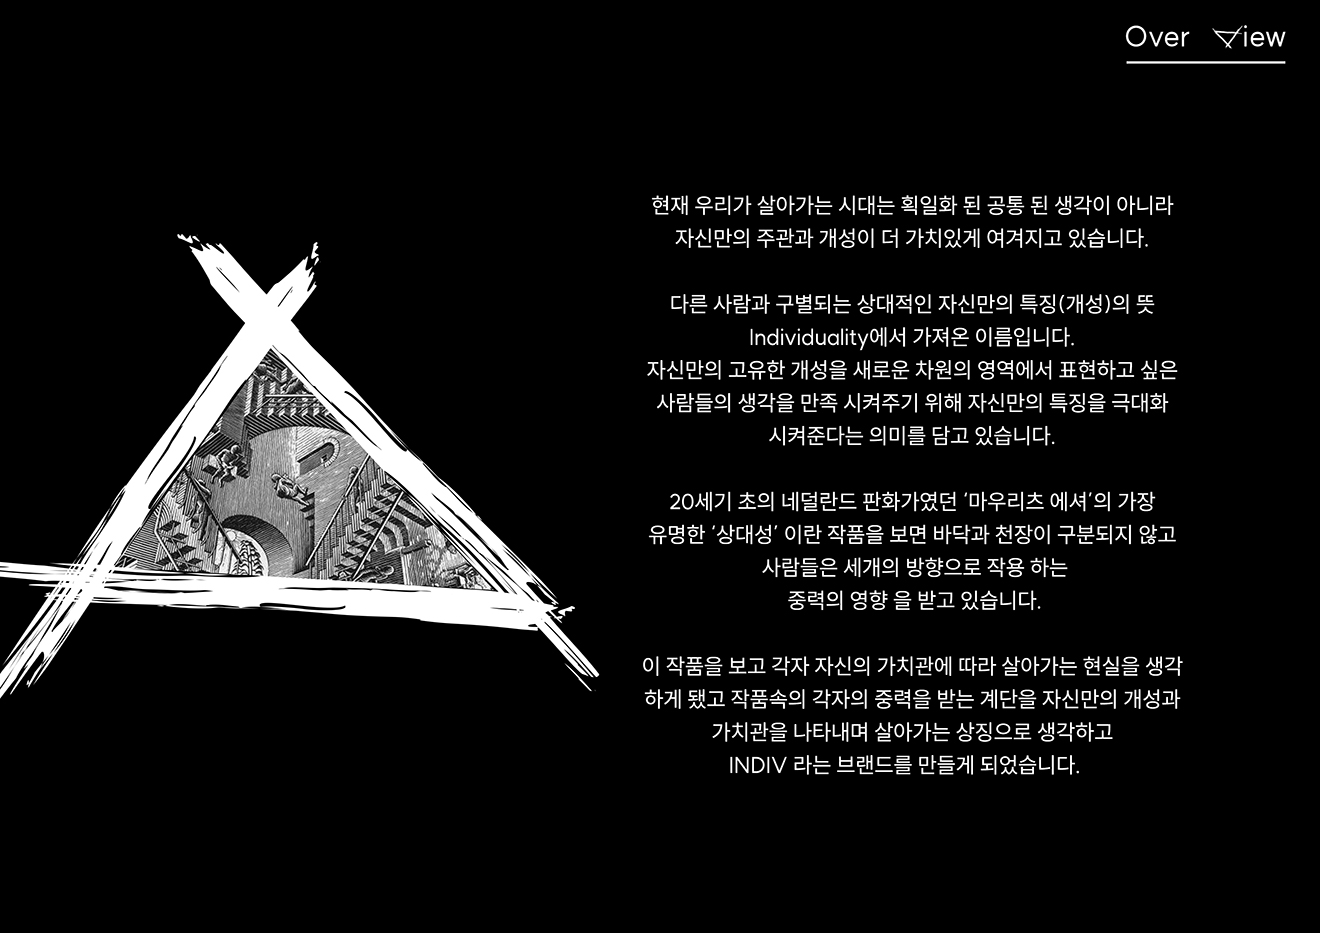 Over View
현재 우리가 살아가는 시대는 획일화 된 공통 된 생각이 아니라
자신만의 주관과 개성이 더 가치있게 여겨지고 있습니다.
다른 사람과 구별되는 상대적인 자신만의 특징(개성)의 뜻
Individuality에서 가져온 이름입니다.
자신만의 고유한 개성을 새로운 차원의 영역에서 표현하고 싶은
사람들의 생각을 만족 시켜주기 위해 자신만의 특징을 극대화
시켜준다는 의미를 담고 있습니다.
20세기 초의 네덜란드 판화가였던 '마우리츠 에셔'의 가장
유명한 '상대성' 이란 작품을 보면 바닥과 천장이 구분되지 않고
사람들은 세개의 방향으로 작용 하는
중력의 영향 을 받고 있습니다.
이 작품을 보고 각자 자신의 가치관에 따라 살아가는 현실을 생각
하게 됐고 작품속의 각자의 중력을 받는 계단을 자신만의 개성과
가치관을 나타내며 살아가는 상징으로 생각하고
INDIV 라는 브랜드를 만들게 되었습니다.